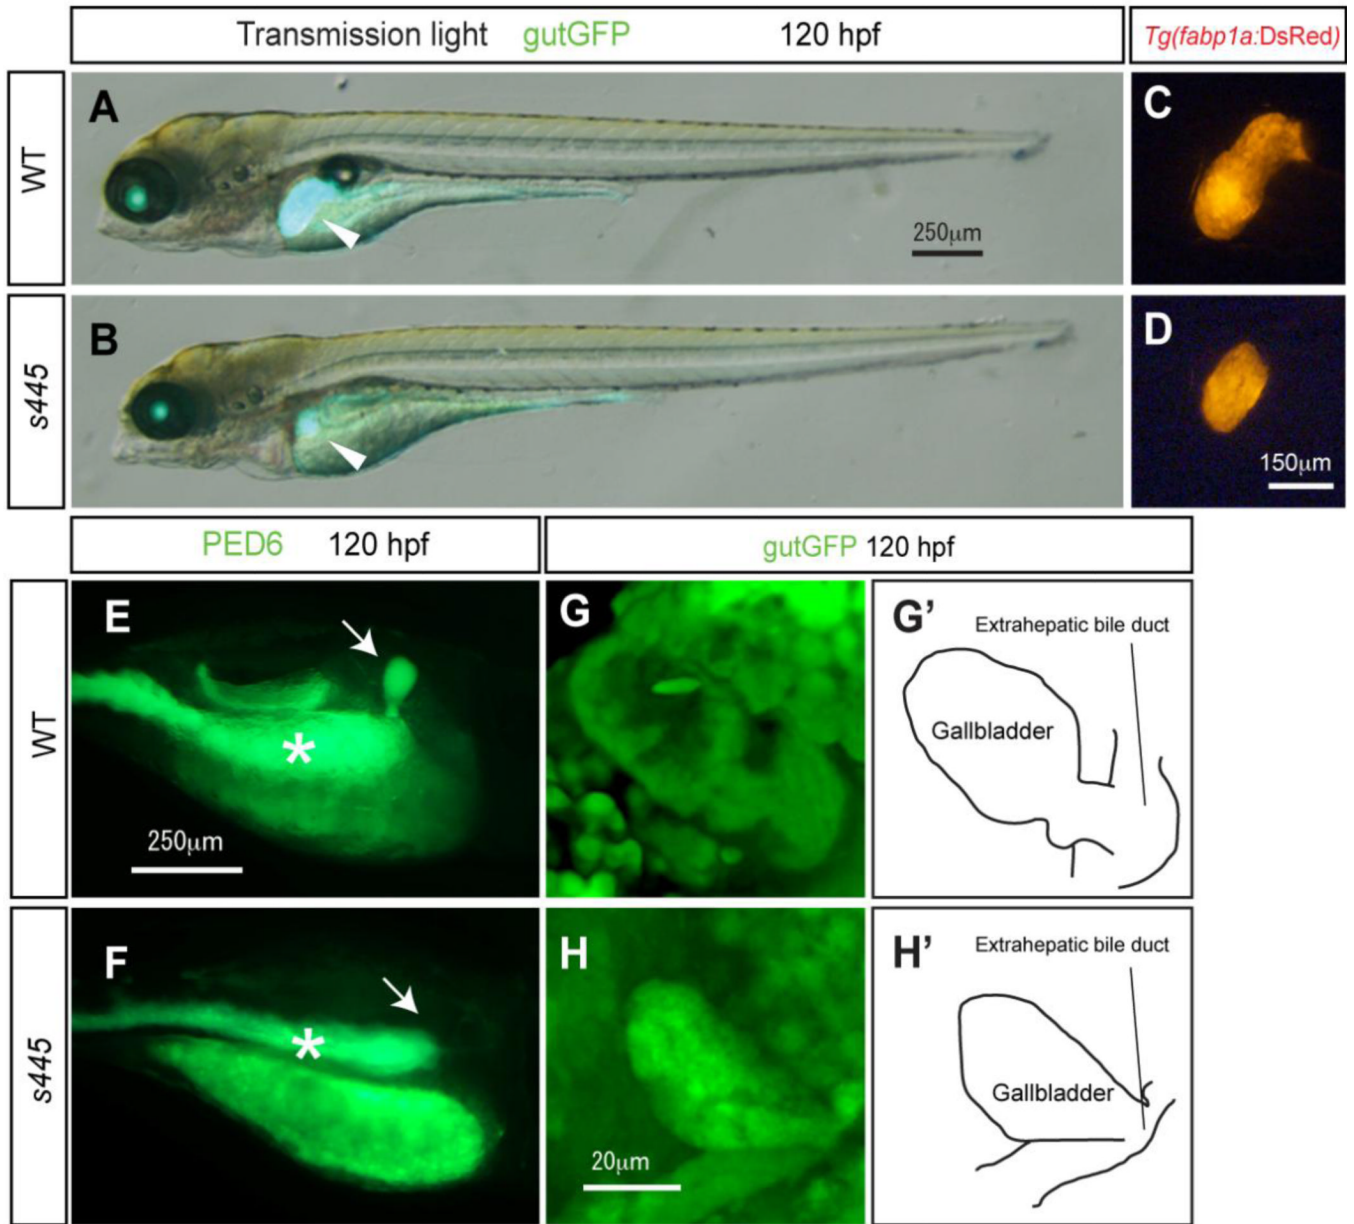 Transmission light gutGFP 120 hpf
Tg(fabp1a:DsRed)
WT
A
250μm
C
s445
B
D
150μm
PED6 120 hpf
gutGFP 120 hpf
WT
E
*
250μm
G
G’
Extrahepatic bile duct
Gallbladder
s445
F
*
H
20μm
H’
Extrahepatic bile duct
Gallbladder